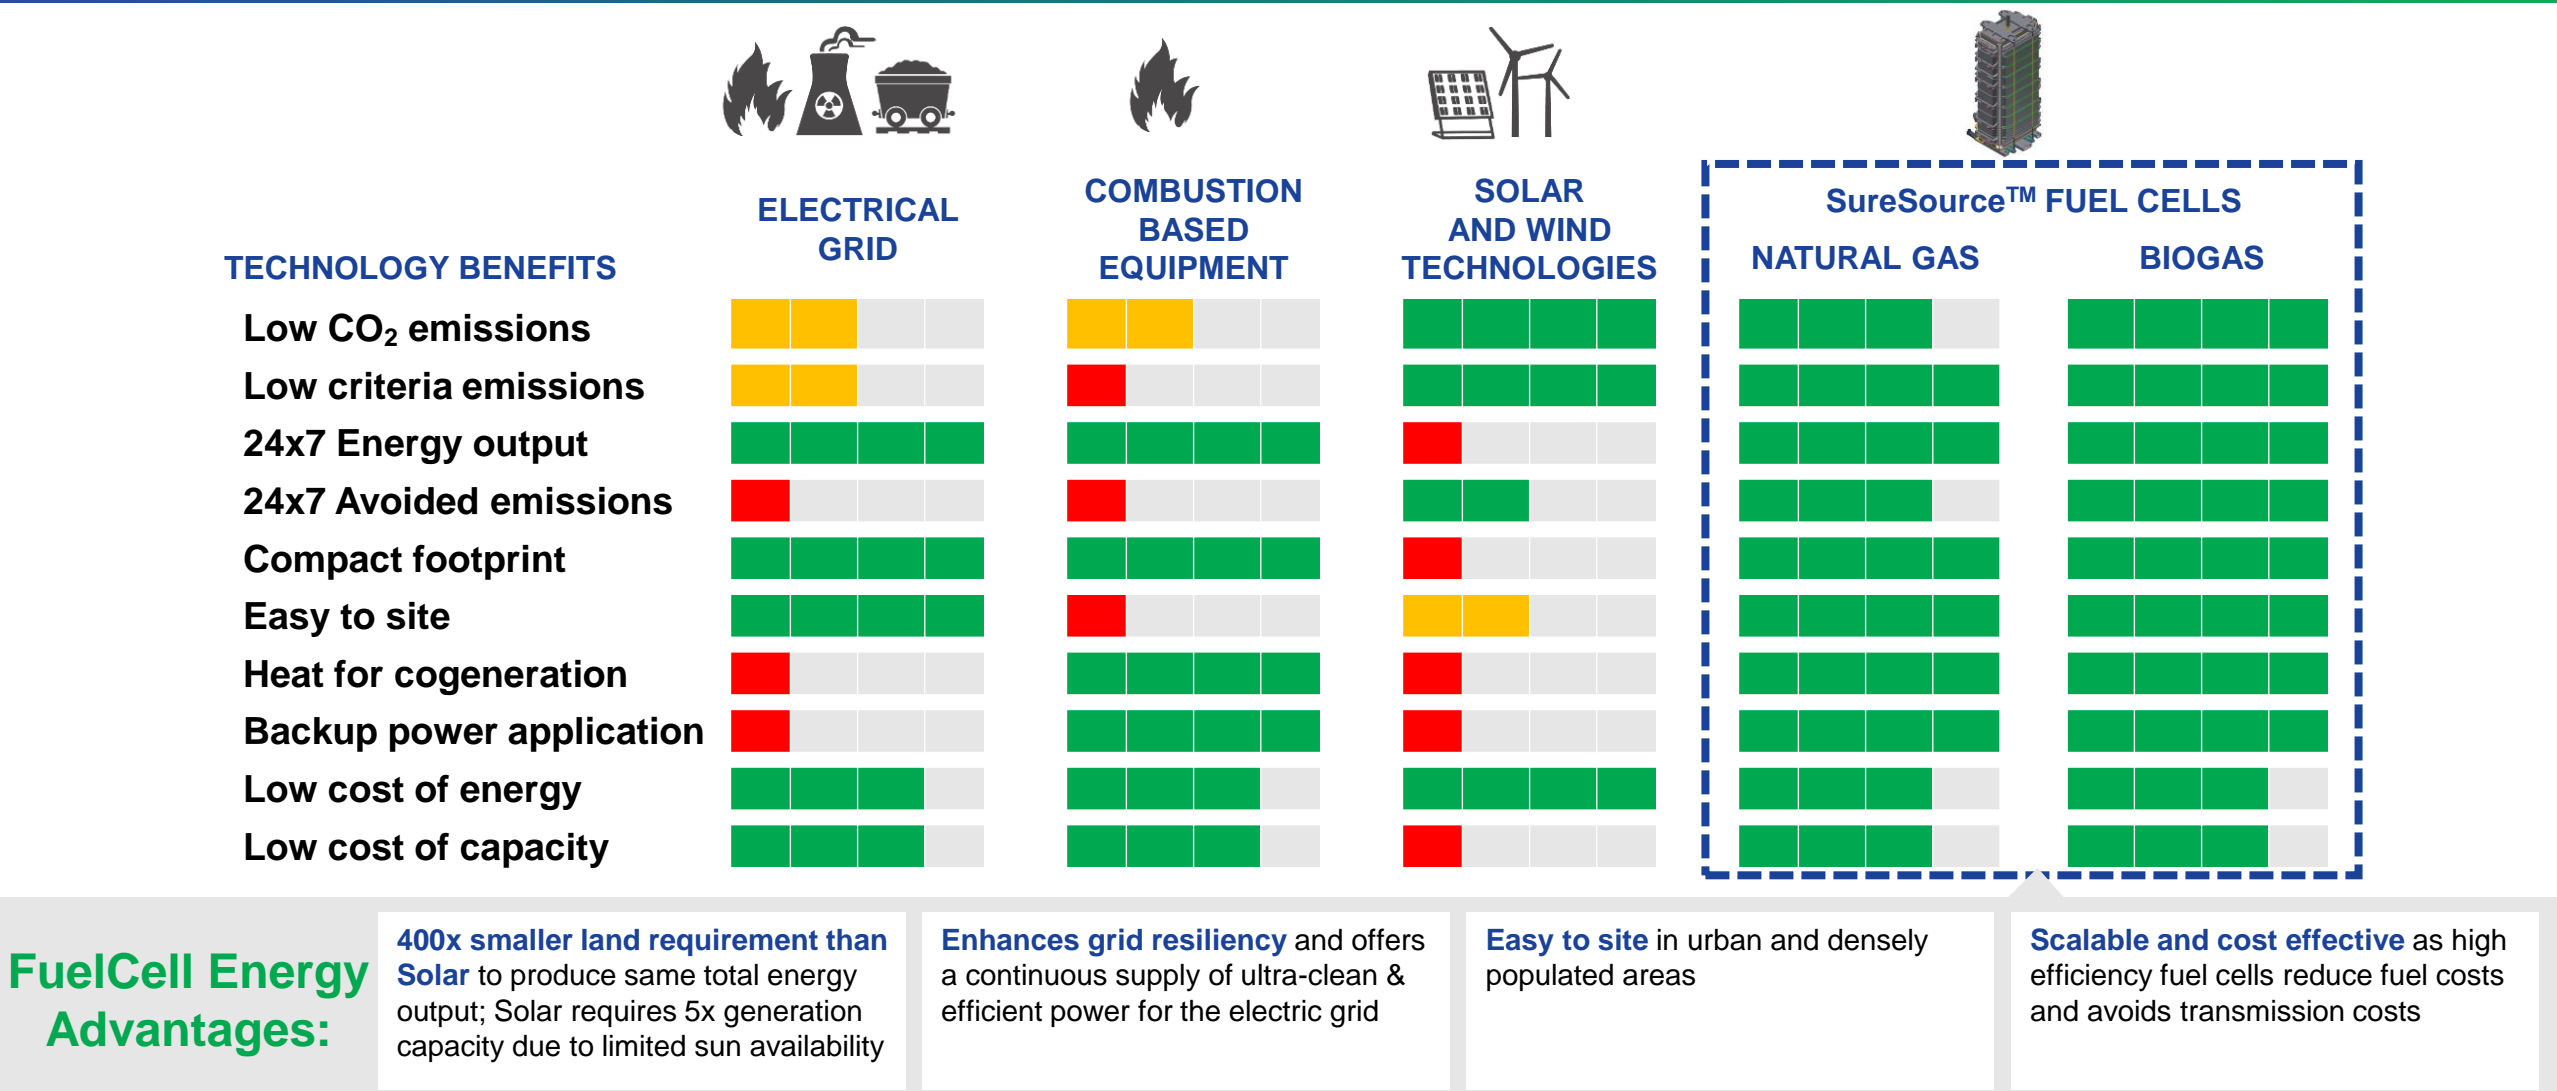 ELECTRICAL
GRID
COMBUSTION
BASED
EQUIPMENT
SOLAR
AND WIND
TECHNOLOGIES
SureSource™ FUEL CELLS
NATURAL GAS
BIOGAS
TECHNOLOGY BENEFITS
Low CO₂ emissions
Low criteria emissions
24x7 Energy output
24x7 Avoided emissions
Compact footprint
Easy to site
Heat for cogeneration
Backup power application
Low cost of energy
Low cost of capacity
FuelCell Energy
Advantages:
400x smaller land requirement than
Solar to produce same total energy
output; Solar requires 5x generation
capacity due to limited sun availability
Enhances grid resiliency and offers
a continuous supply of ultra-clean &
efficient power for the electric grid
Easy to site in urban and densely
populated areas
Scalable and cost effective as high
efficiency fuel cells reduce fuel costs
and avoids transmission costs